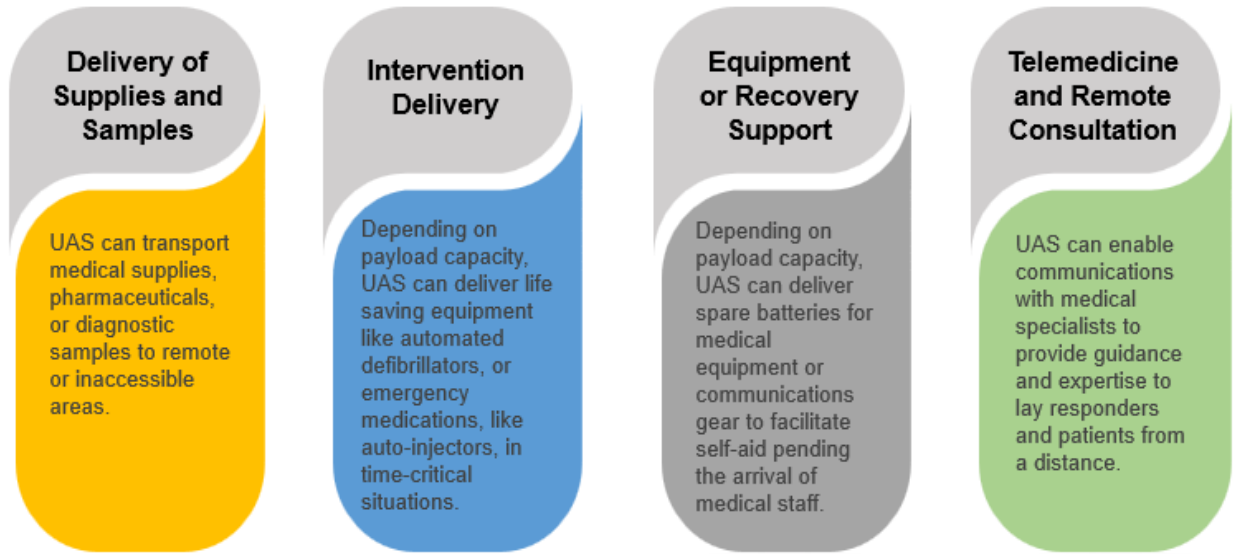 Delivery of
Supplies and
Samples
UAS can transport
medical supplies,
pharmaceuticals,
or diagnostic
samples to remote
or inaccessible
areas.
Intervention
Delivery
Depending on
payload capacity,
UAS can deliver life
saving equipment
like automated
defibrillators, or
emergency
medications, like
auto-injectors, in
time-critical
situations.
Equipment
or Recovery
Support
Depending on
payload capacity,
UAS can deliver
spare batteries for
medical
equipment or
communications
gear to facilitate
self-aid pending
the arrival of
medical staff.
Telemedicine
and Remote
Consultation
UAS can enable
communications
with medical
specialists to
provide guidance
and expertise to
lay responders
and patients from
a distance.